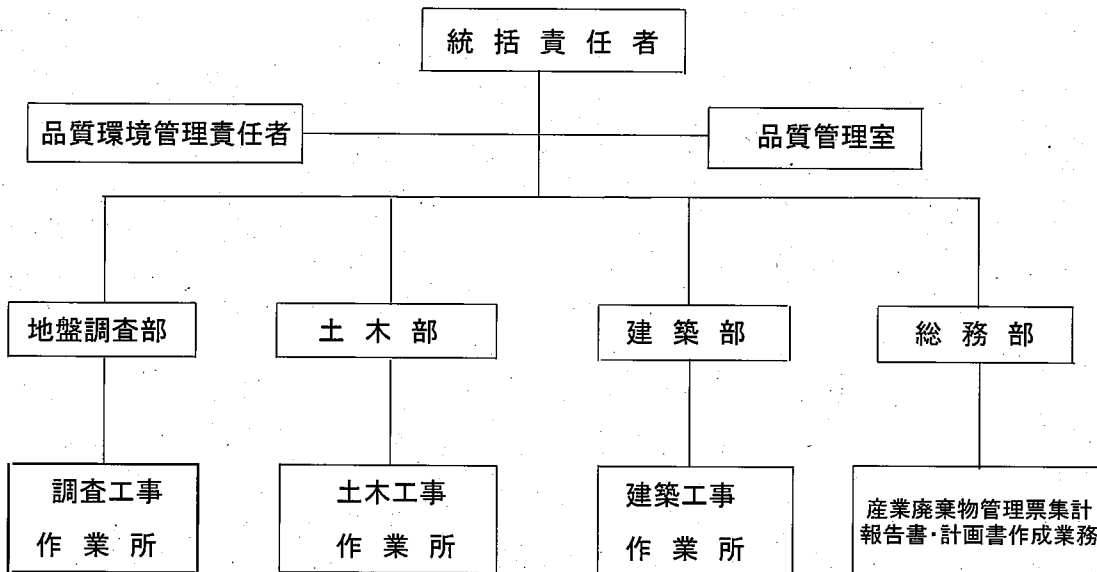 統括責任者
品質環境管理責任者
品質管理室
地盤調査部
土木部
建築部
総務部
調査工事
作業所
土木工事
作業所
建築工事
作業所
産業廃棄物管理票集計
報告書・計画書作成業務